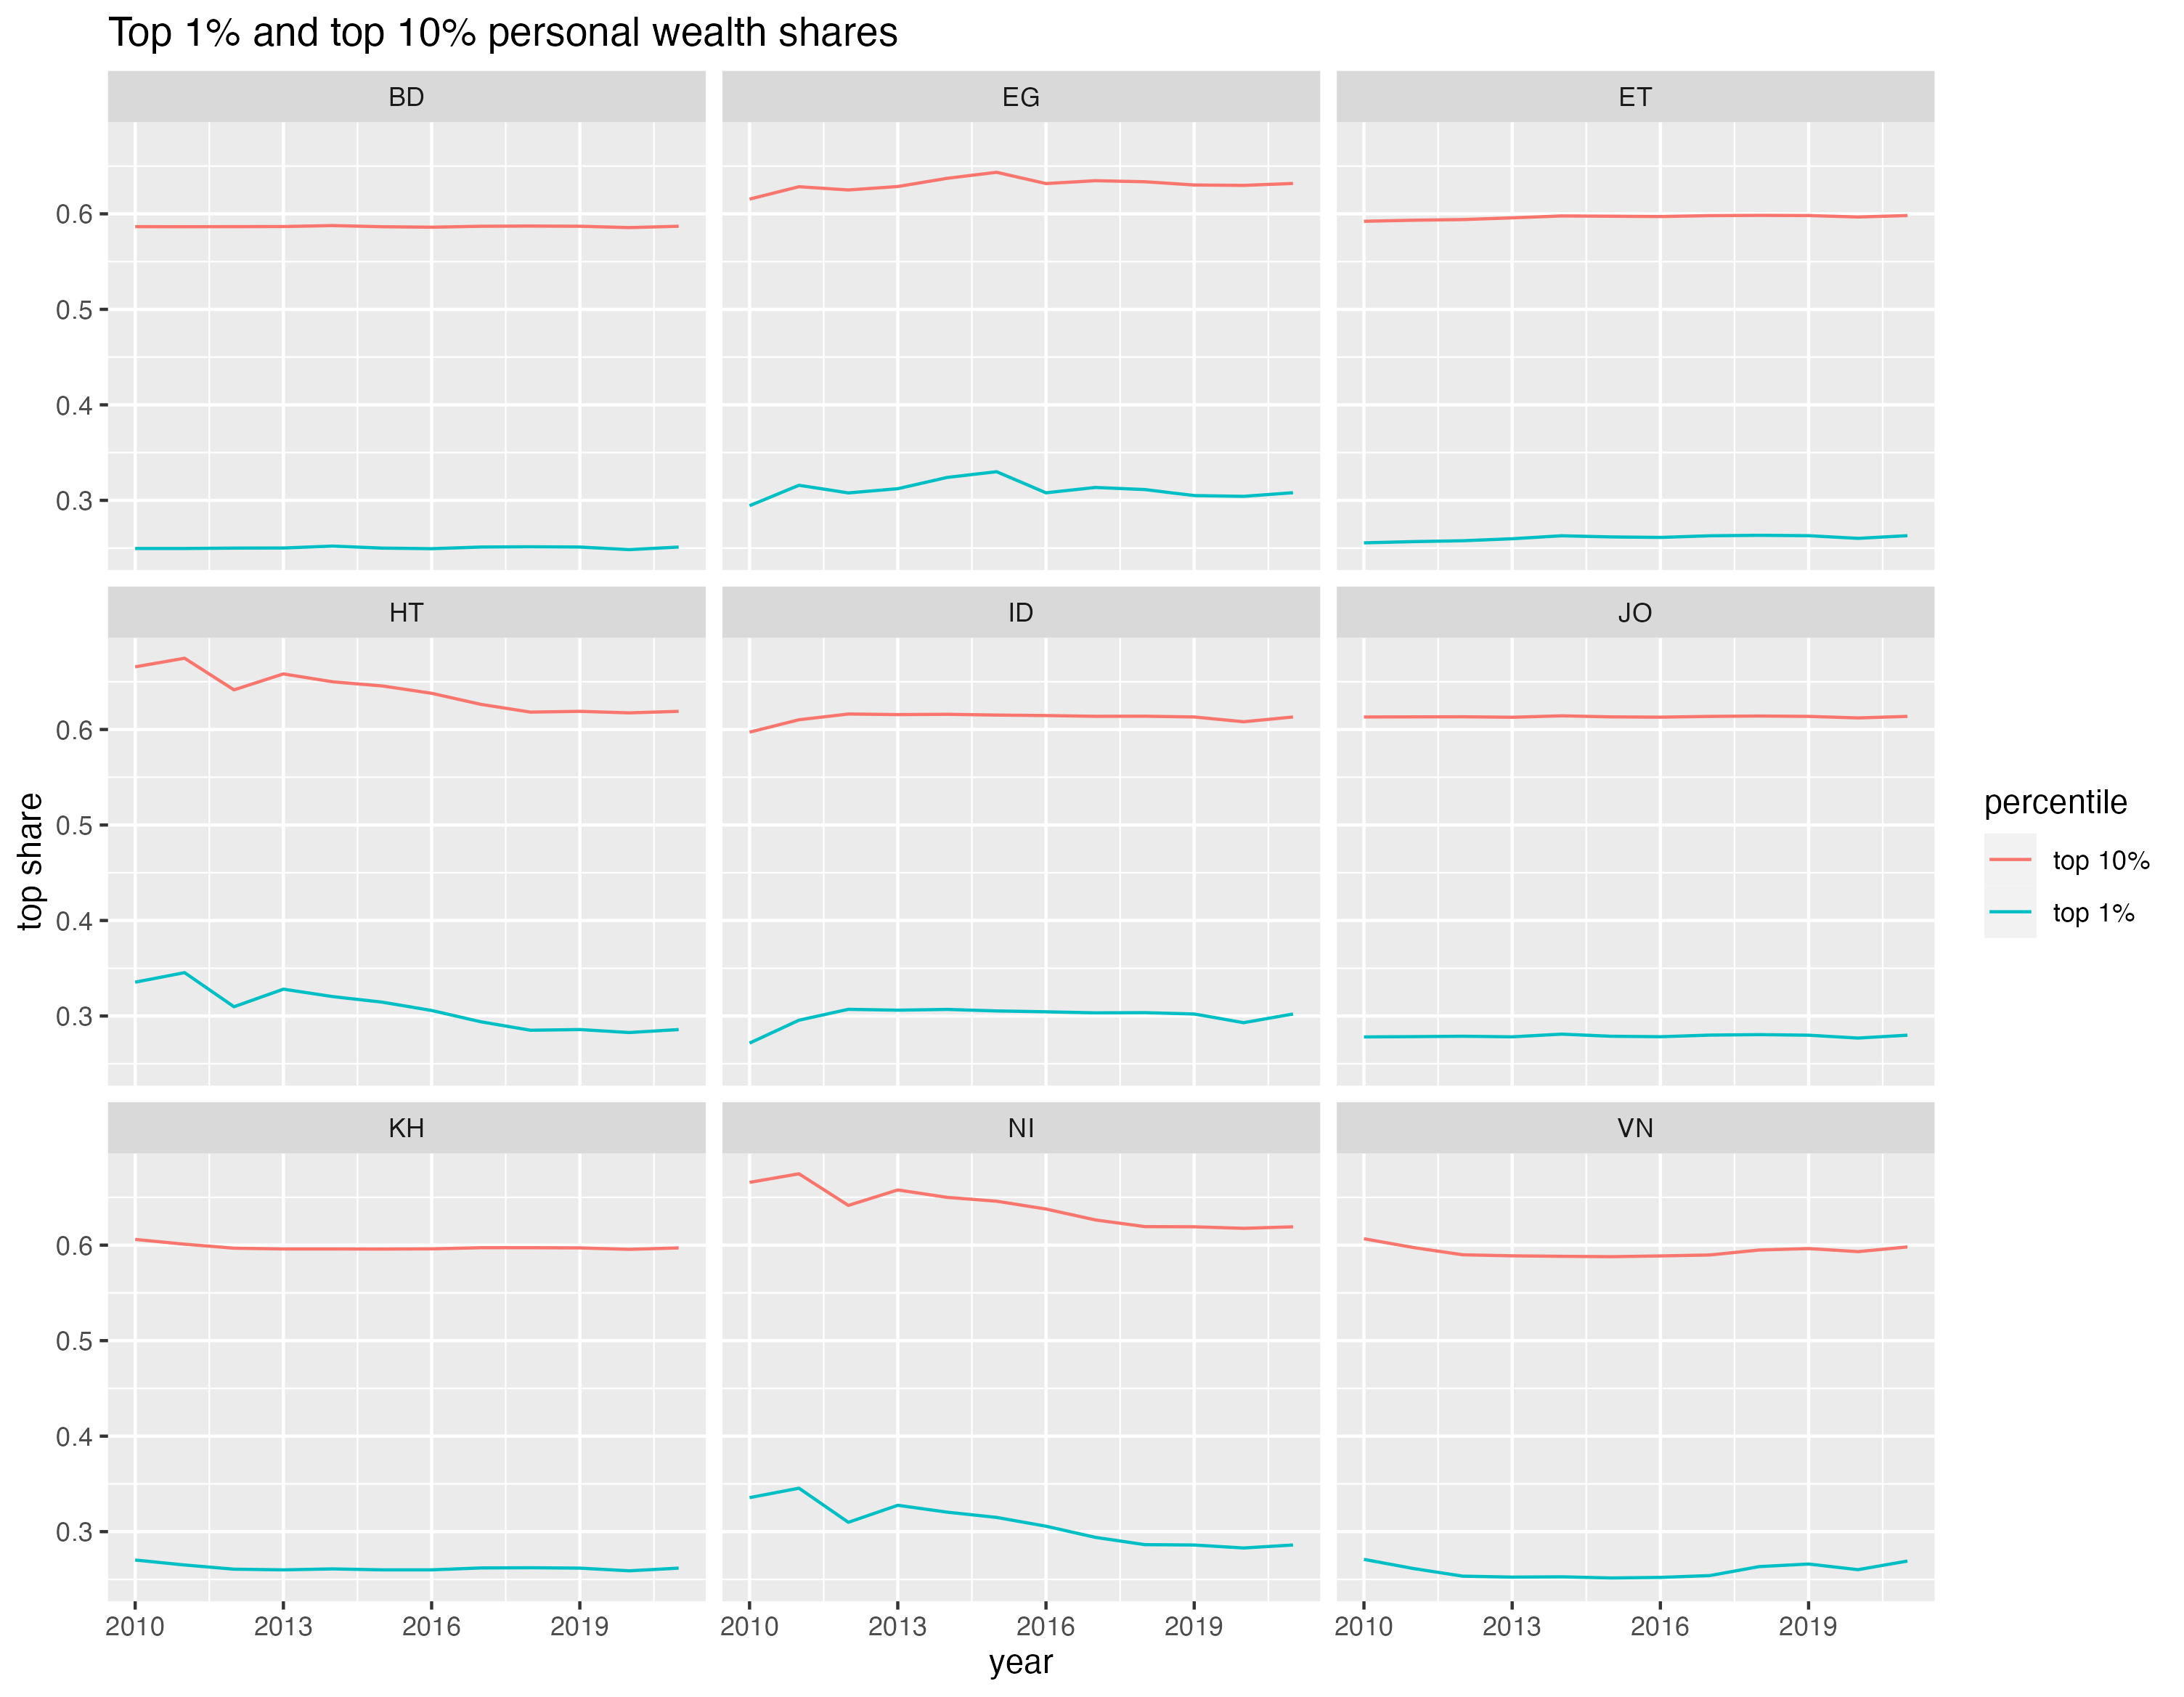 Top 1% and top 10% personal wealth shares
BD
EG
ET
0.6
0.5
0.4
0.3
HT
ID
JO
0.6
0.5
0.4
0.3
KH
NI
VN
0.6
0.5
0.4
0.3
2010 2013 2016 2019
2010 2013 2016 2019
2010 2013 2016 2019
year
top share
percentile
top 10%
top 1%